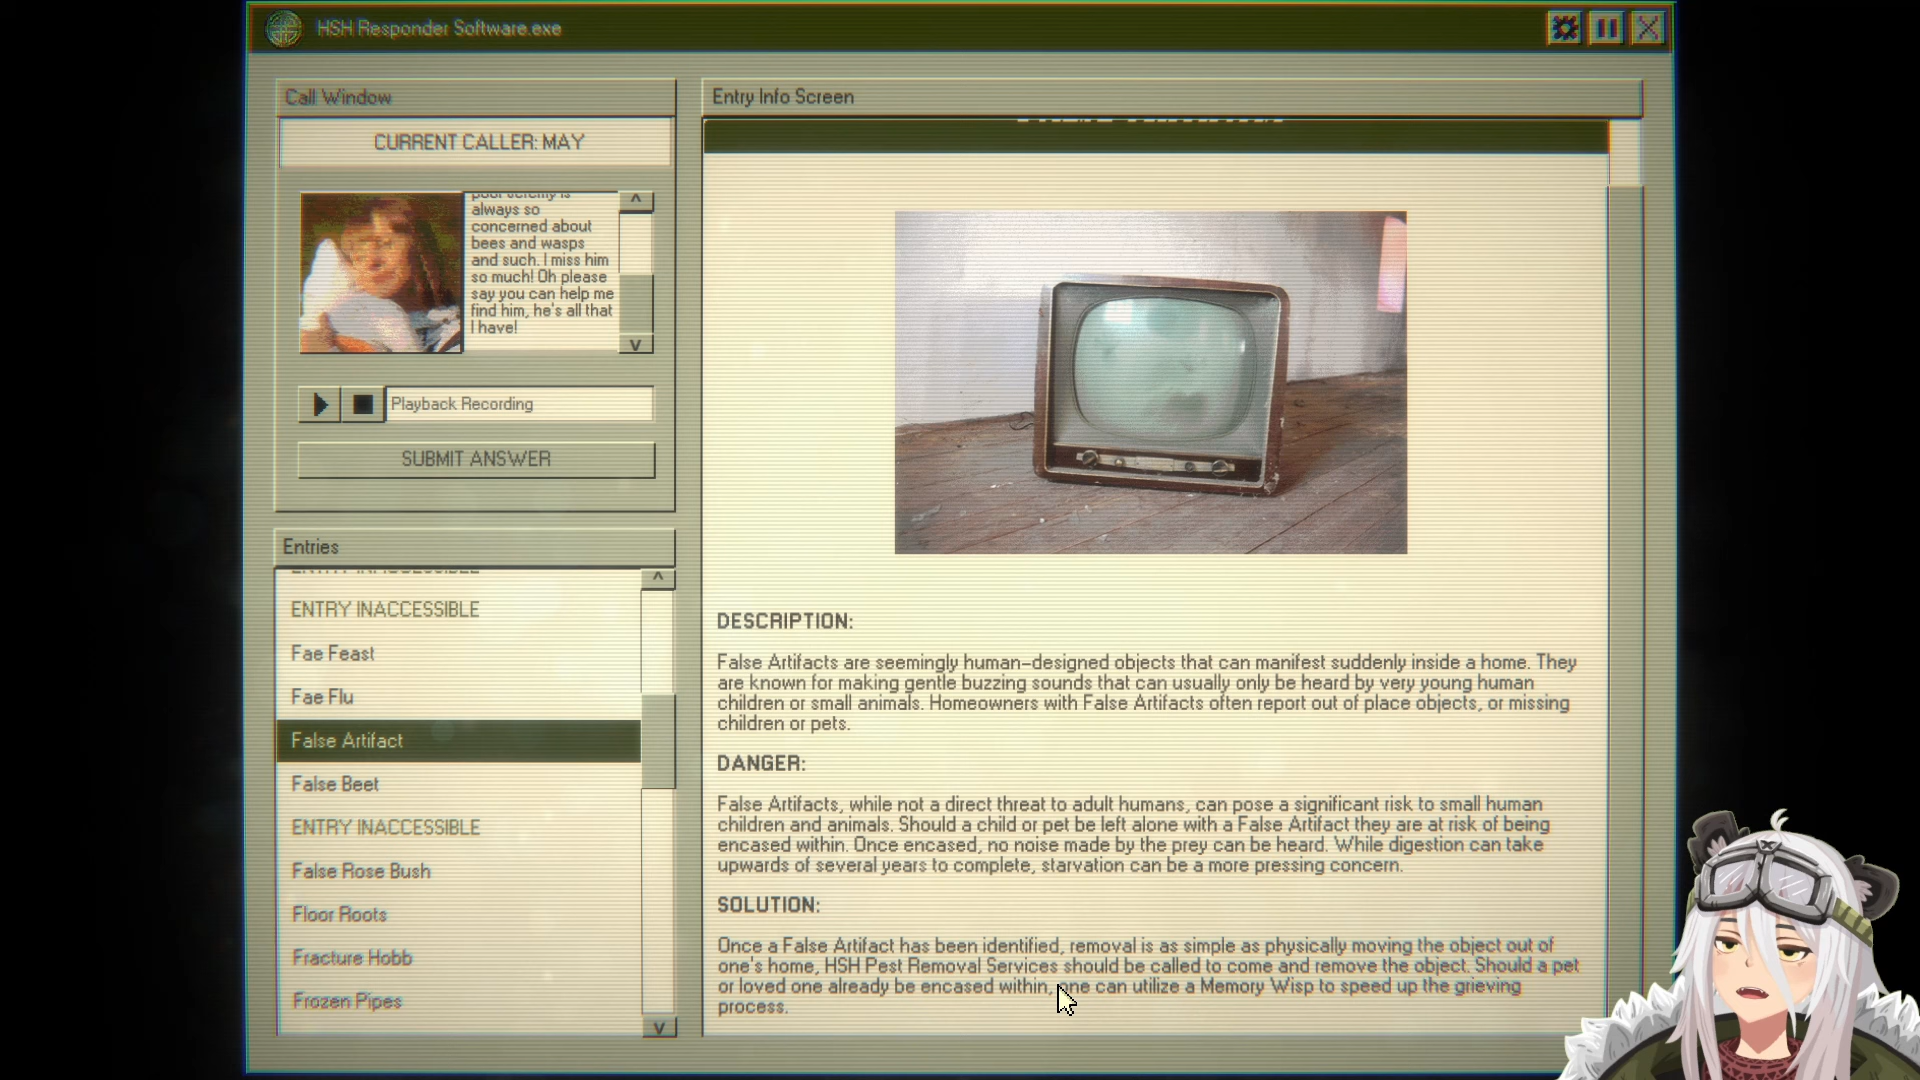 HSH Responder Software.exe
Call Window
CURRENT CALLER: MAY
always so
concerned about
bees and wasps
and such. I miss him
so much! Oh please
say you can help me
find him, he's all that
I have!
Playback Recording
SUBMIT ANSWER
Entries
ENTRY INACCESSIBLE
ENTRY INACCESSIBLE
Fae Feast
Fae Flu
False Artifact
False Beet
ENTRY INACCESSIBLE
False Rose Bush
Floor Roots
Fracture Hobb
Frozen Pipes
Entry Info Screen
DESCRIPTION:
False Artifacts are seemingly human-designed objects that can manifest suddenly inside a home. They
are known for making gentle buzzing sounds that can usually only be heard by very young human
children or small animals. Homeowners with False Artifacts often report out of place objects, or missing
children or pets.
DANGER:
False Artifacts, while not a direct threat to adult humans, can pose a significant risk to small human
children and animals. Should a child or pet be left alone with a False Artifact they are at risk of being
encased within. Once encased, no noise made by the prey can be heard. While digestion can take
upwards of several years to complete, starvation can be a more pressing concern.
SOLUTION:
Once a False Artifact has been identified, removal is as simple as physically moving the object out of
one's home, HSH Pest Removal Services should be called to come and remove the object. Should a pet
or loved one already be encased within, one can utilize a Memory Wisp to speed up the grieving
process.